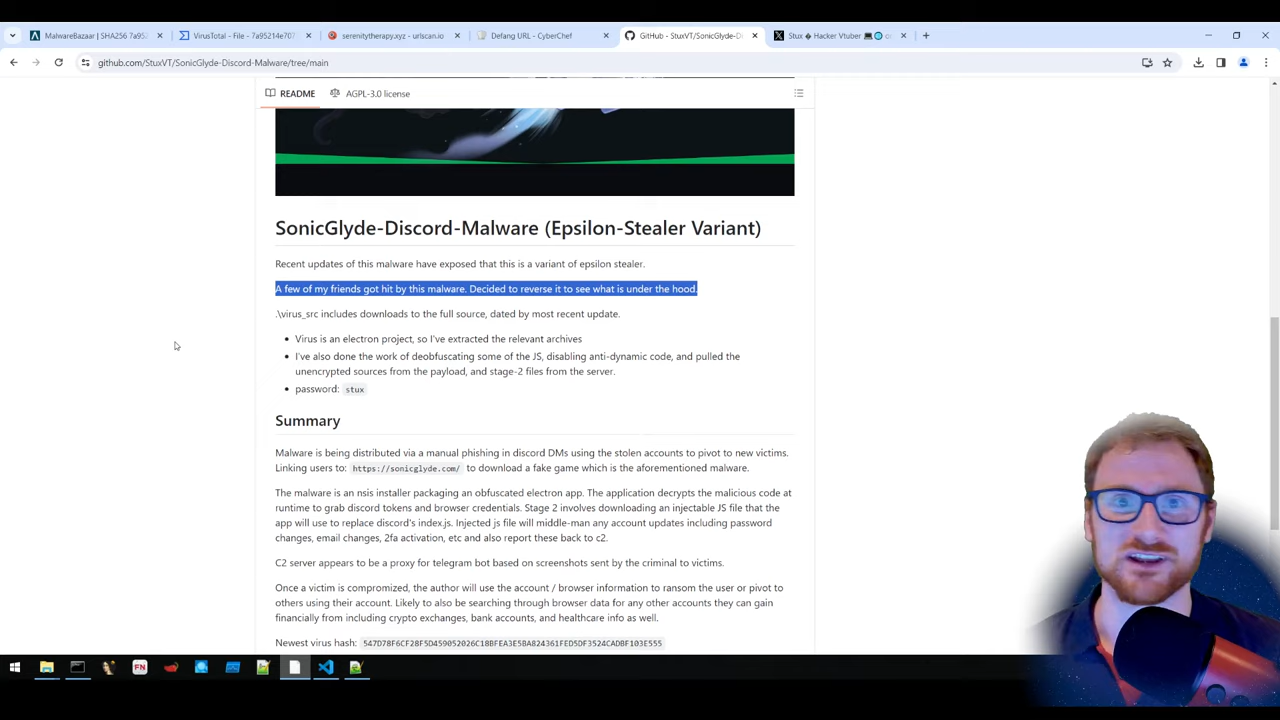 MalwareBazaar | SHA256 7a95
VirusTotal - File - 7a95214e707
serenitytherapy.xyz - urlscan.io
Defang URL - CyberChef
GitHub - StuxVT/SonicGlyde-Di
Stux � Hacker Vtuber
github.com/StuxVT/SonicGlyde-Discord-Malware/tree/main
README
AGPL-3.0 license
SonicGlyde-Discord-Malware (Epsilon-Stealer Variant)
Recent updates of this malware have exposed that this is a variant of epsilon stealer.
A few of my friends got hit by this malware. Decided to reverse it to see what is under the hood.
.\virus_src includes downloads to the full source, dated by most recent update.
• Virus is an electron project, so I've extracted the relevant archives
• I've also done the work of deobfuscating some of the JS, disabling anti-dynamic code, and pulled the
unencrypted sources from the payload, and stage-2 files from the server.
• password: stux
Summary
Malware is being distributed via a manual phishing in discord DMs using the stolen accounts to pivot to new victims.
Linking users to: https://sonicglyde.com/ to download a fake game which is the aforementioned malware.
The malware is an nsis installer packaging an obfuscated electron app. The application decrypts the malicious code at
runtime to grab discord tokens and browser credentials. Stage 2 involves downloading an injectable JS file that the
app will use to replace discord's index.js. Injected js file will middle-man any account updates including password
changes, email changes, 2fa activation, etc and also report these back to c2.
C2 server appears to be a proxy for telegram bot based on screenshots sent by the criminal to victims.
Once a victim is compromized, the author will use the account / browser information to ransom the user or pivot to
others using their account. Likely to also be searching through browser data for any other accounts they can gain
financially from including crypto exchanges, bank accounts, and healthcare info as well.
Newest virus hash: 547D78F6CF28F5D459052026C18BFEA3E5BA824361FED5DF3524CADBF103E555
FN